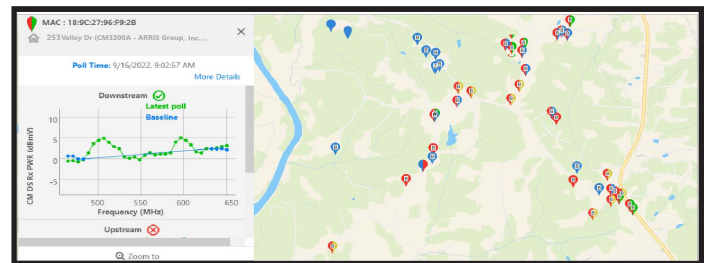 MAC : 18:9C:27:96:F9:2B
253 Valley Dr (CM3200A - ARRIS Group, Inc,...
Poll Time: 9/16/2022, 9:02:57 AM
More Details
Downstream
Latest poll
Baseline
10
5
0
-5
CM DS Rx PWR (dBmV)
500
550
600
650
Frequency (MHz)
Upstream
Zoom to